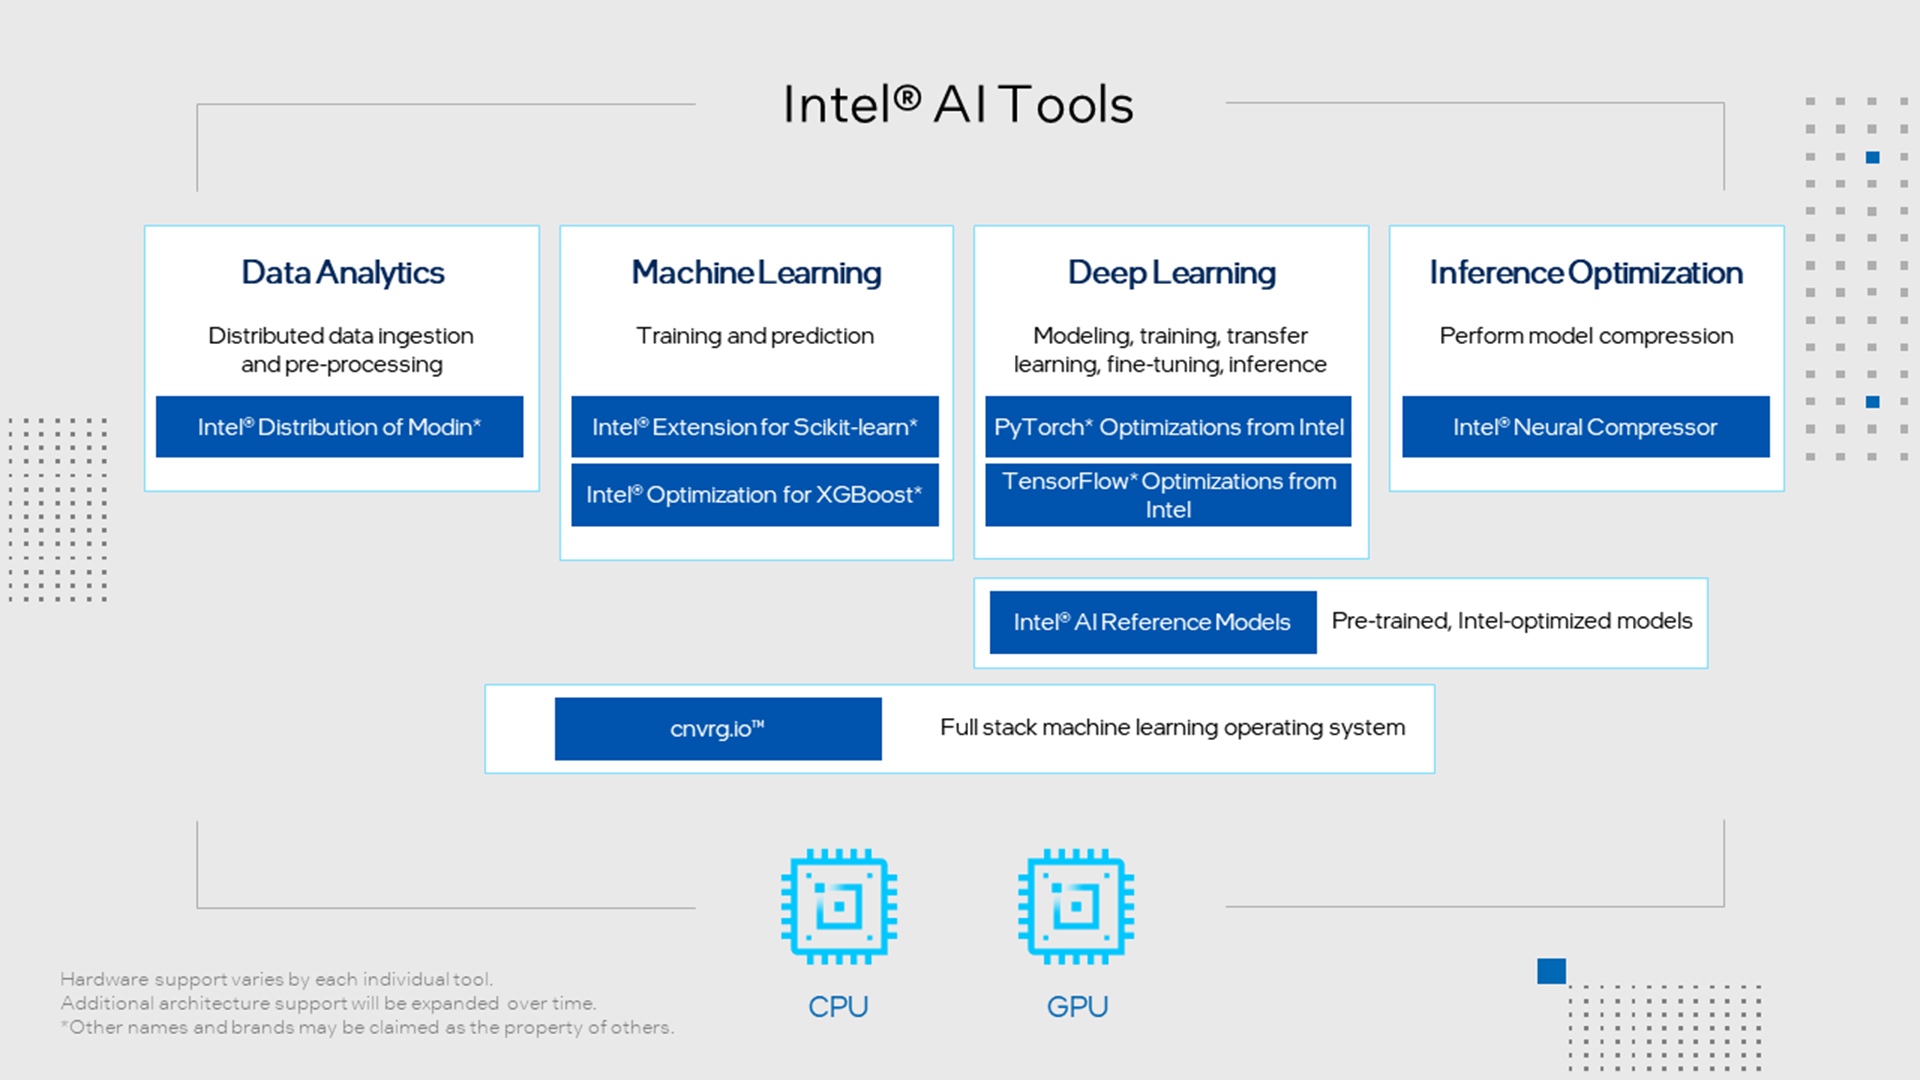 Intel® AI Tools
Data Analytics
Distributed data ingestion
and pre-processing
Intel® Distribution of Modin*
Machine Learning
Training and prediction
Intel® Extension for Scikit-learn*
Intel® Optimization for XGBoost*
Deep Learning
Modeling, training, transfer
learning, fine-tuning, inference
PyTorch* Optimizations from Intel
TensorFlow* Optimizations from
Intel
Inference Optimization
Perform model compression
Intel® Neural Compressor
Intel® AI Reference Models
Pre-trained, Intel-optimized models
cnvrg.io™
Full stack machine learning operating system
CPU
GPU
Hardware support varies by each individual tool.
Additional architecture support will be expanded over time.
*Other names and brands may be claimed as the property of others.